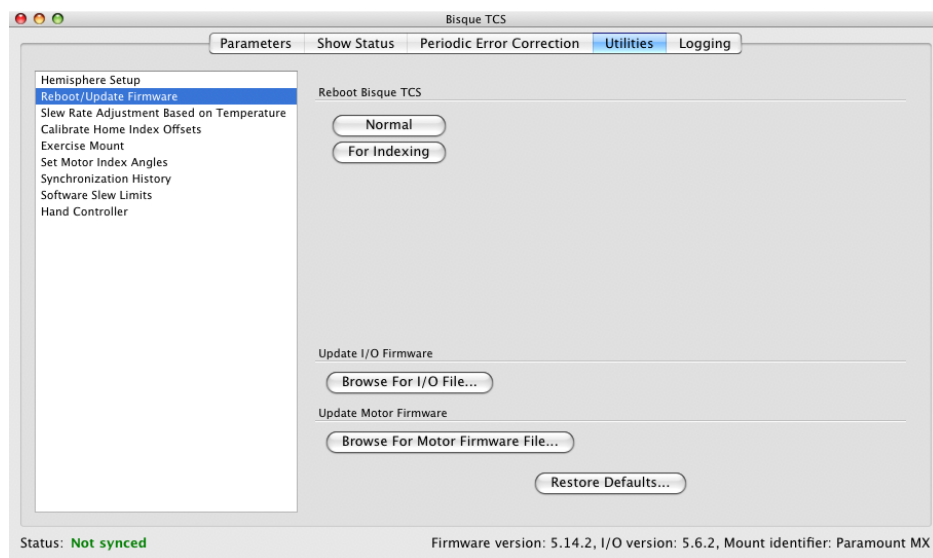 Bisque TCS
Parameters Show Status Periodic Error Correction Utilities Logging
Hemisphere Setup
Reboot/Update Firmware
Slew Rate Adjustment Based on Temperature
Calibrate Home Index Offsets
Exercise Mount
Set Motor Index Angles
Synchronization History
Software Slew Limits
Hand Controller
Reboot Bisque TCS
Normal
For Indexing
Update I/O Firmware
Browse For I/O File...
Update Motor Firmware
Browse For Motor Firmware File...
Restore Defaults...
Status: Not synced
Firmware version: 5.14.2, I/O version: 5.6.2, Mount identifier: Paramount MX